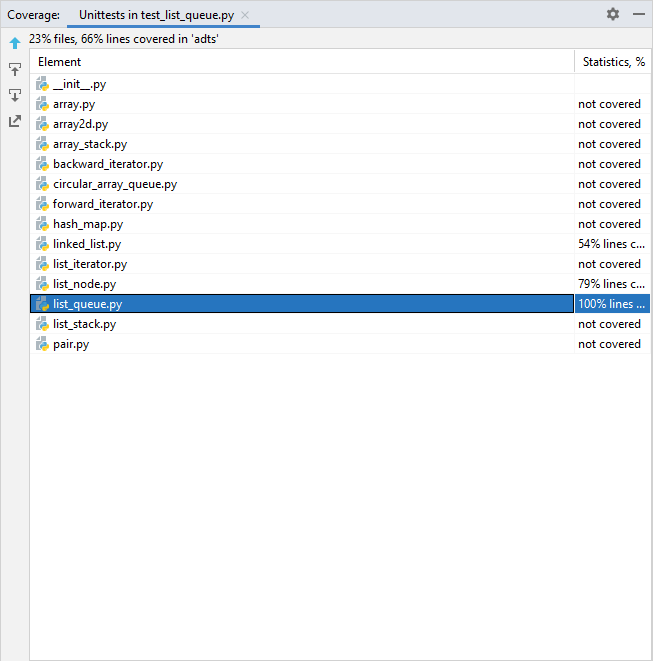 Coverage: Unittests in test_list_queue.py
23% files, 66% lines covered in 'adts'
Element Statistics, %
__init__.py
array.py not covered
array2d.py not covered
array_stack.py not covered
backward_iterator.py not covered
circular_array_queue.py not covered
forward_iterator.py not covered
hash_map.py not covered
linked_list.py 54% lines c...
list_iterator.py not covered
list_node.py 79% lines c...
list_queue.py 100% lines ...
list_stack.py not covered
pair.py not covered